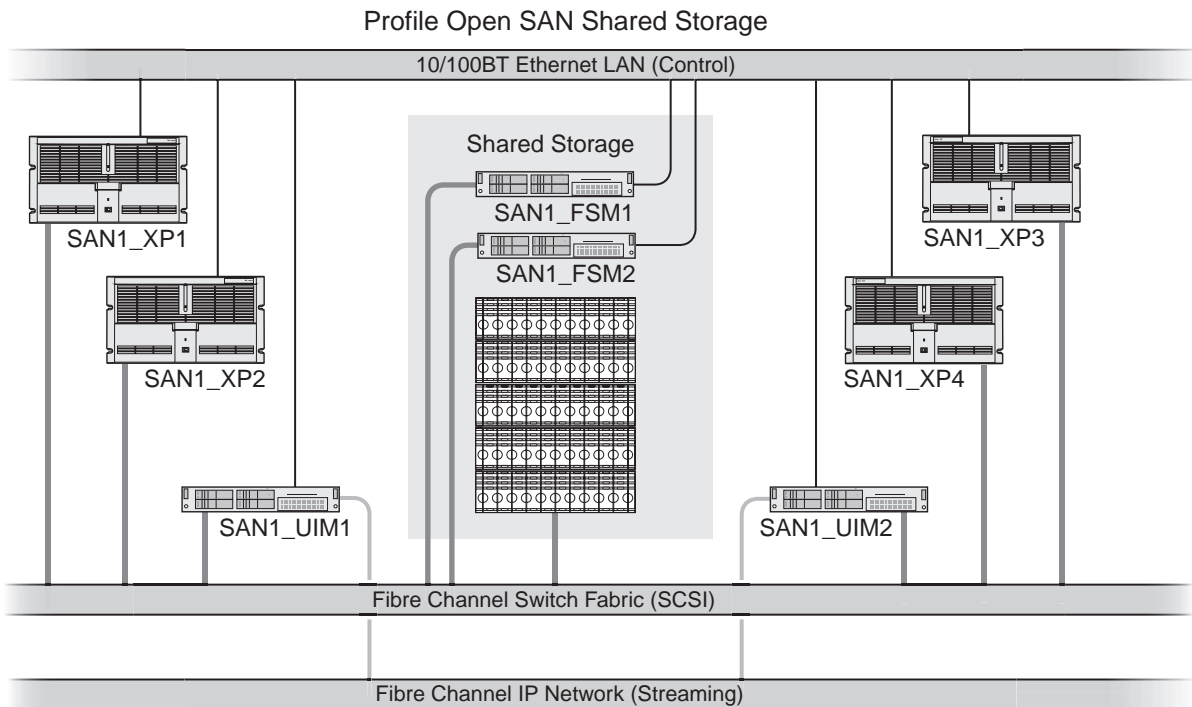 Profile Open SAN Shared Storage
10/100BT Ethernet LAN (Control)
Shared Storage
SAN1_FSM1
SAN1_XP1
SAN1_XP3
SAN1_FSM2
SAN1_XP2
SAN1_XP4
SAN1_UIM1
SAN1_UIM2
Fibre Channel Switch Fabric (SCSI)
Fibre Channel IP Network (Streaming)